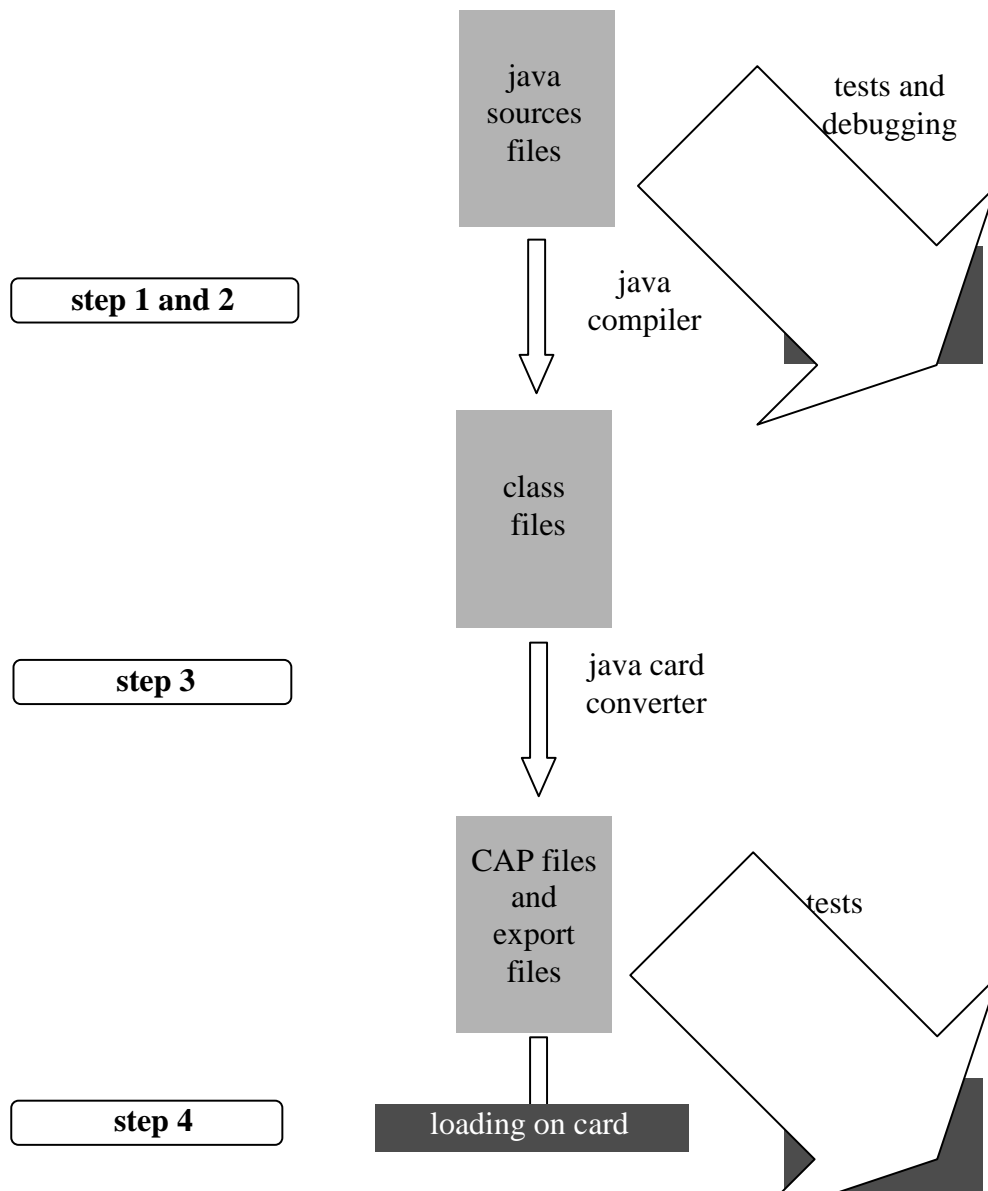 java
sources
files
tests and
debugging
step 1 and 2
java
compiler
class
files
step 3
java card
converter
CAP files
and
export
files
tests
step 4
loading on card